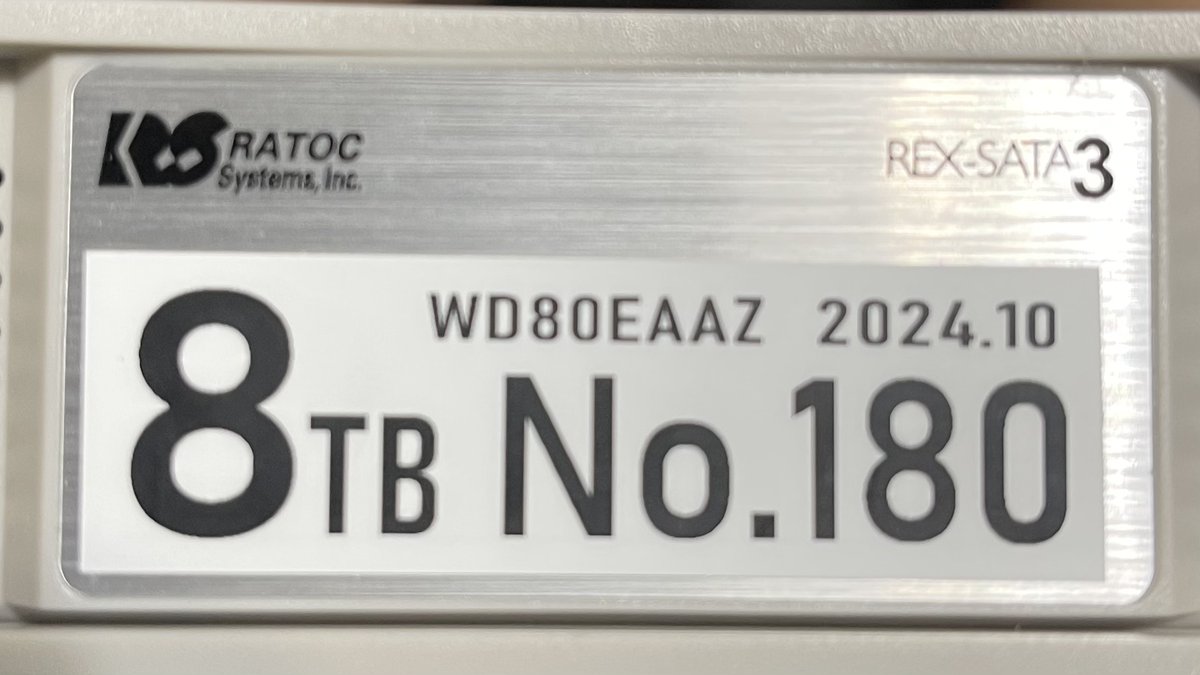 RATOC
Systems, Inc.
REX-SATA3
WD80EAAZ 2024.10
8TB No.180